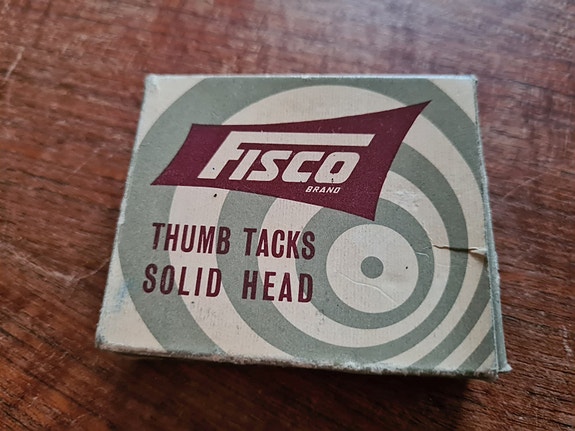 FISCO
BRAND
THUMB TACKS
SOLID HEAD